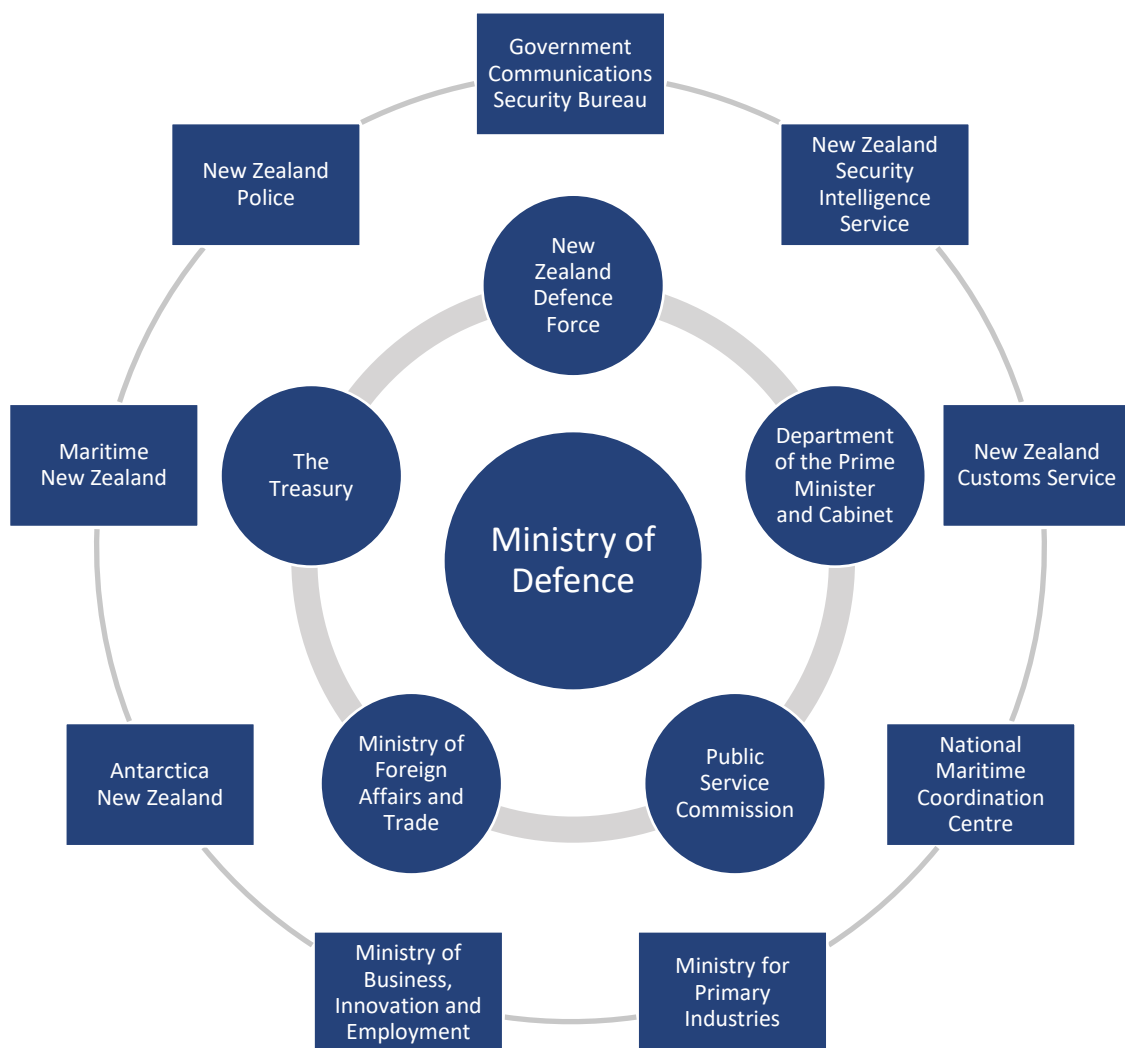 Government
Communications
Security Bureau
New Zealand
Security
Intelligence
Service
New Zealand
Customs Service
National
Maritime
Coordination
Centre
Ministry for
Primary
Industries
Ministry of
Business,
Innovation and
Employment
Antarctica
New Zealand
Maritime
New Zealand
New Zealand
Police
New
Zealand
Defence
Force
Department
of the Prime
Minister
and Cabinet
Public
Service
Commission
Ministry of
Foreign
Affairs and
Trade
The
Treasury
Ministry of
Defence